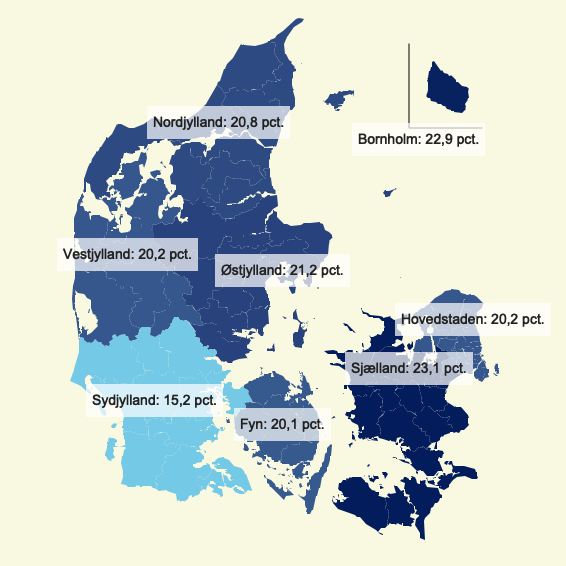 Nordjylland: 20,8 pct.
Bornholm: 22,9 pct.
Vestjylland: 20,2 pct.
Østjylland: 21,2 pct.
Hovedstaden: 20,2 pct.
Sjælland: 23,1 pct.
Sydjylland: 15,2 pct.
Fyn: 20,1 pct.